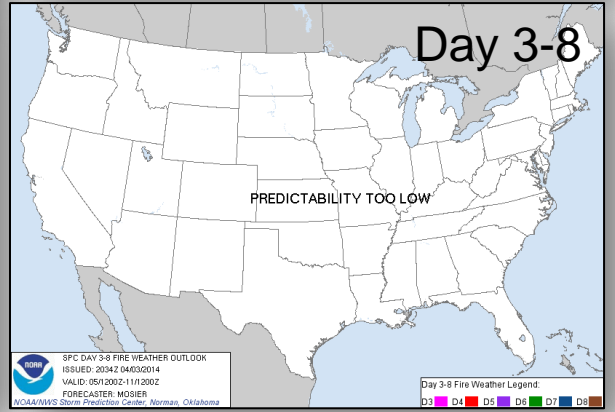 Day 3-8
PREDICTABILITY TOO LOW
NOAA
SPC DAY 3-8 FIRE WEATHER OUTLOOK
ISSUED: 2034Z 04/03/2014
VALID: 05/1200Z-11/1200Z
FORECASTER: MOSIER
NOAA/NWS Storm Prediction Center, Norman, Oklahoma
Day 3-8 Fire Weather Legend:
D3 D4 D5 D6 D7 D8